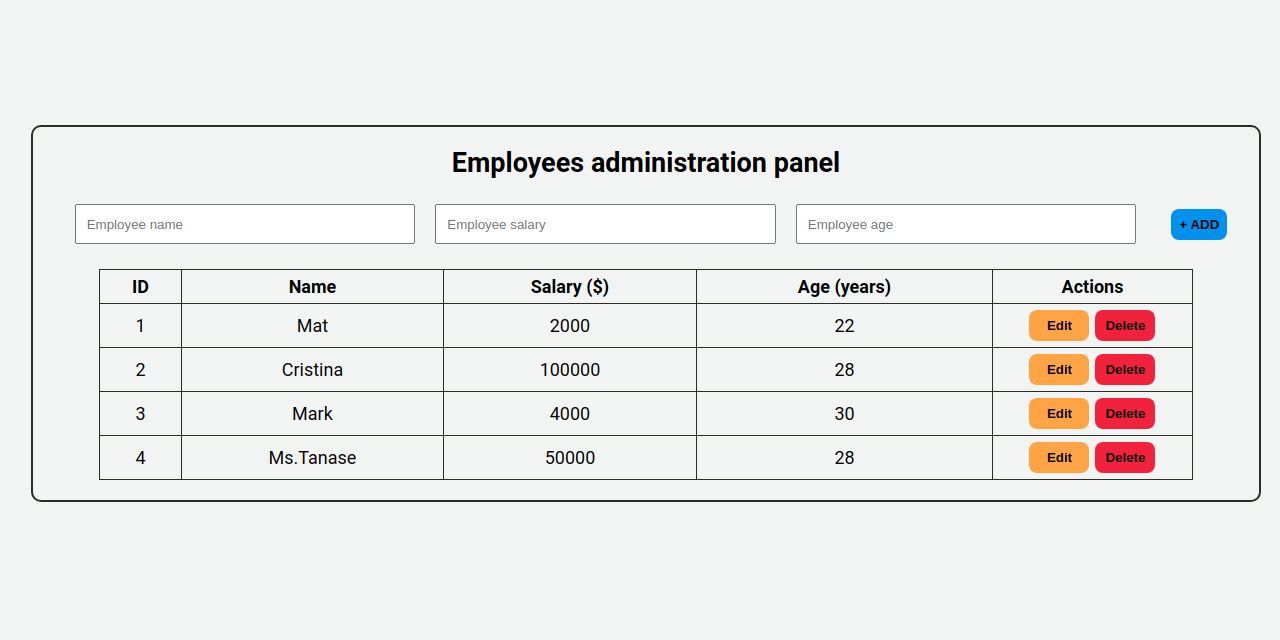 Employees administration panel
Employee name Employee salary Employee age + ADD
ID Name Salary ($) Age (years) Actions
1 Mat 2000 22 Edit Delete
2 Cristina 100000 28 Edit Delete
3 Mark 4000 30 Edit Delete
4 Ms.Tanase 50000 28 Edit Delete